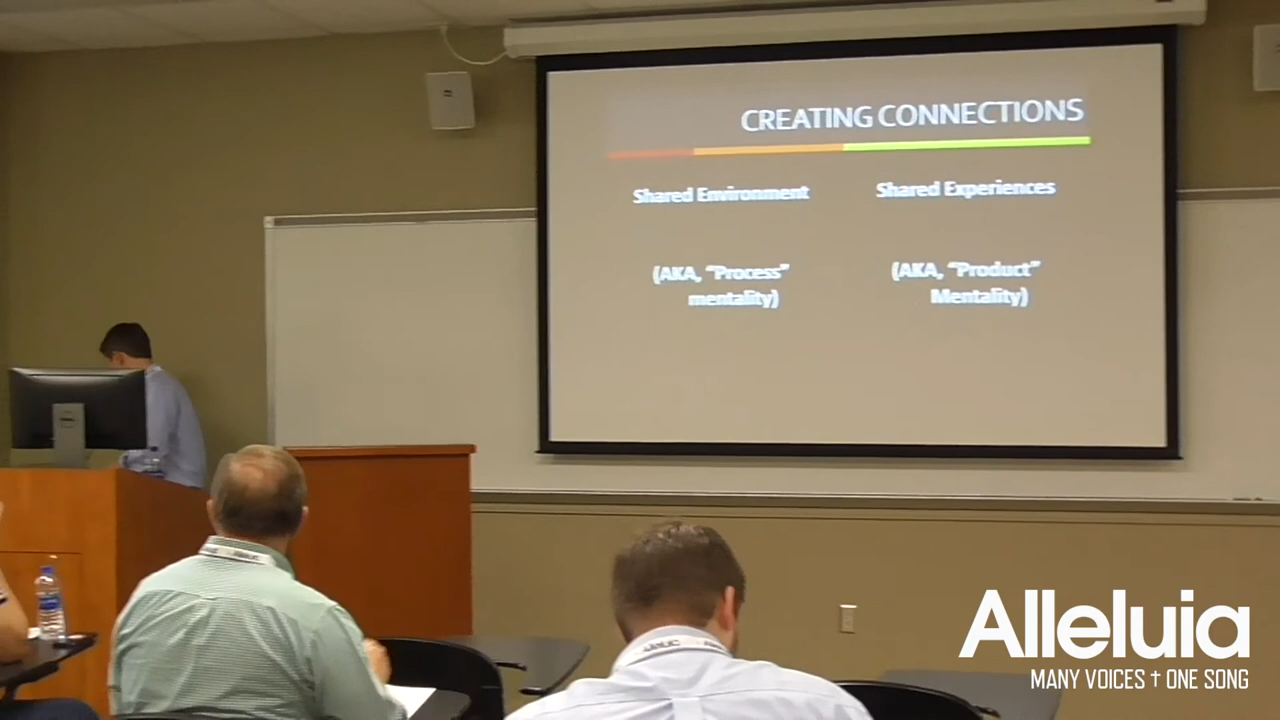 CREATING CONNECTIONS
Shared Environment
(AKA, "Process"
mentality)
Shared Experiences
(AKA, "Product"
Mentality)
Alleluia
MANY VOICES † ONE SONG